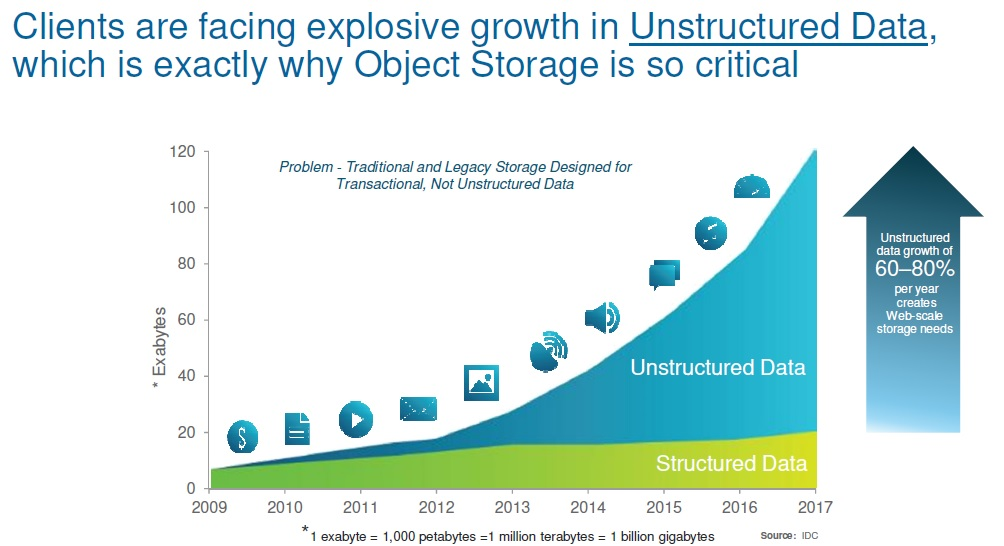 Clients are facing explosive growth in Unstructured Data,
which is exactly why Object Storage is so critical
Problem - Traditional and Legacy Storage Designed for
Transactional, Not Unstructured Data
* Exabytes
120
100
80
60
40
20
0
$
Unstructured Data
Structured Data
2009 2010 2011 2012 2013 2014 2015 2016 2017
Unstructured
data growth of
60–80%
per year
creates
Web-scale
storage needs
*1 exabyte = 1,000 petabytes =1 million terabytes = 1 billion gigabytes
Source: IDC